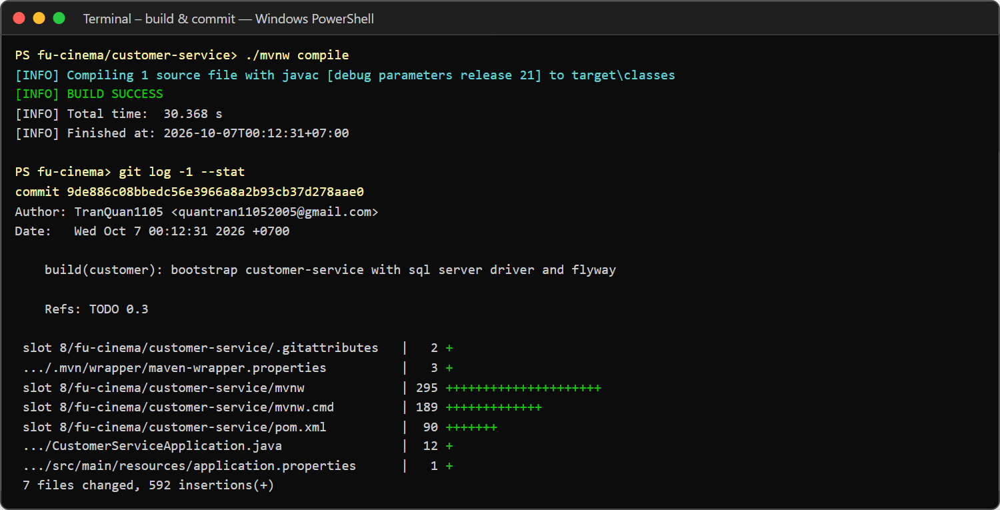 Terminal – build & commit — Windows PowerShell
PS fu-cinema/customer-service> ./mvnw compile
[INFO] Compiling 1 source file with javac [debug parameters release 21] to target\classes
[INFO] BUILD SUCCESS
[INFO] Total time:  30.368 s
[INFO] Finished at: 2026-10-07T00:12:31+07:00
PS fu-cinema> git log -1 --stat
commit 9de886c08bbedc56e3966a8a2b93cb37d278aae0
Author: TranQuan1105 <quantran11052005@gmail.com>
Date:   Wed Oct 7 00:12:31 2026 +0700
build(customer): bootstrap customer-service with sql server driver and flyway
Refs: TODO 0.3
slot 8/fu-cinema/customer-service/.gitattributes   |   2 +
.../.mvn/wrapper/maven-wrapper.properties          |   3 +
slot 8/fu-cinema/customer-service/mvnw             | 295 +++++++++++++++++++++
slot 8/fu-cinema/customer-service/mvnw.cmd         | 189 +++++++++++++
slot 8/fu-cinema/customer-service/pom.xml          |  90 +++++++
.../CustomerServiceApplication.java                |  12 +
.../src/main/resources/application.properties      |   1 +
7 files changed, 592 insertions(+)